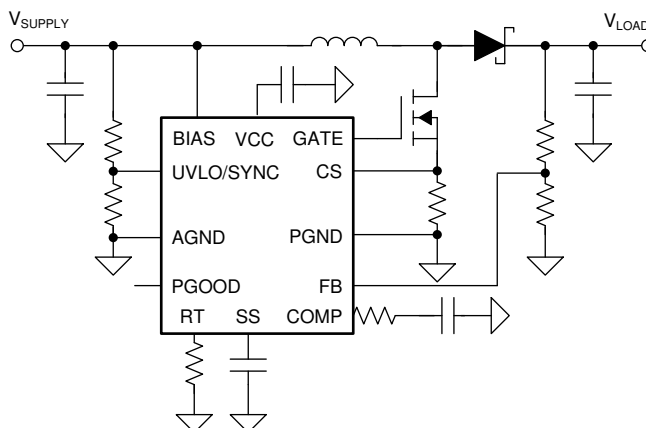 VSUPPLY
VLOAD
BIAS VCC GATE
UVLO/SYNC CS
AGND PGND
PGOOD FB
RT SS COMP